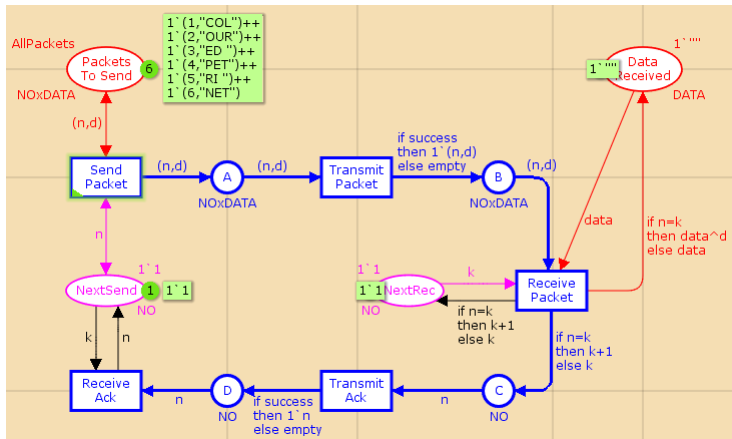 AllPackets
Packets
To Send
6
1`(1,"COL")++
1`(2,"OUR")++
1`(3,"ED ")++
1`(4,"PET")++
1`(5,"RI ")++
1`(6,"NET")
NOxDATA
1`""
1`""
Data
Received
DATA
(n,d)
Send
Packet
(n,d)
A
NOxDATA
(n,d)
Transmit
Packet
if success
then 1`(n,d)
else empty
B
NOxDATA
(n,d)
data
if n=k
then data^d
else data
n
1`1
NextSend
1
1`1
NO
1`1
1`1
NextRec
NO
k
if n=k
then k+1
else k
Receive
Packet
k
n
if n=k
then k+1
else k
Receive
Ack
n
D
NO
if success
then 1`n
else empty
Transmit
Ack
n
C
NO